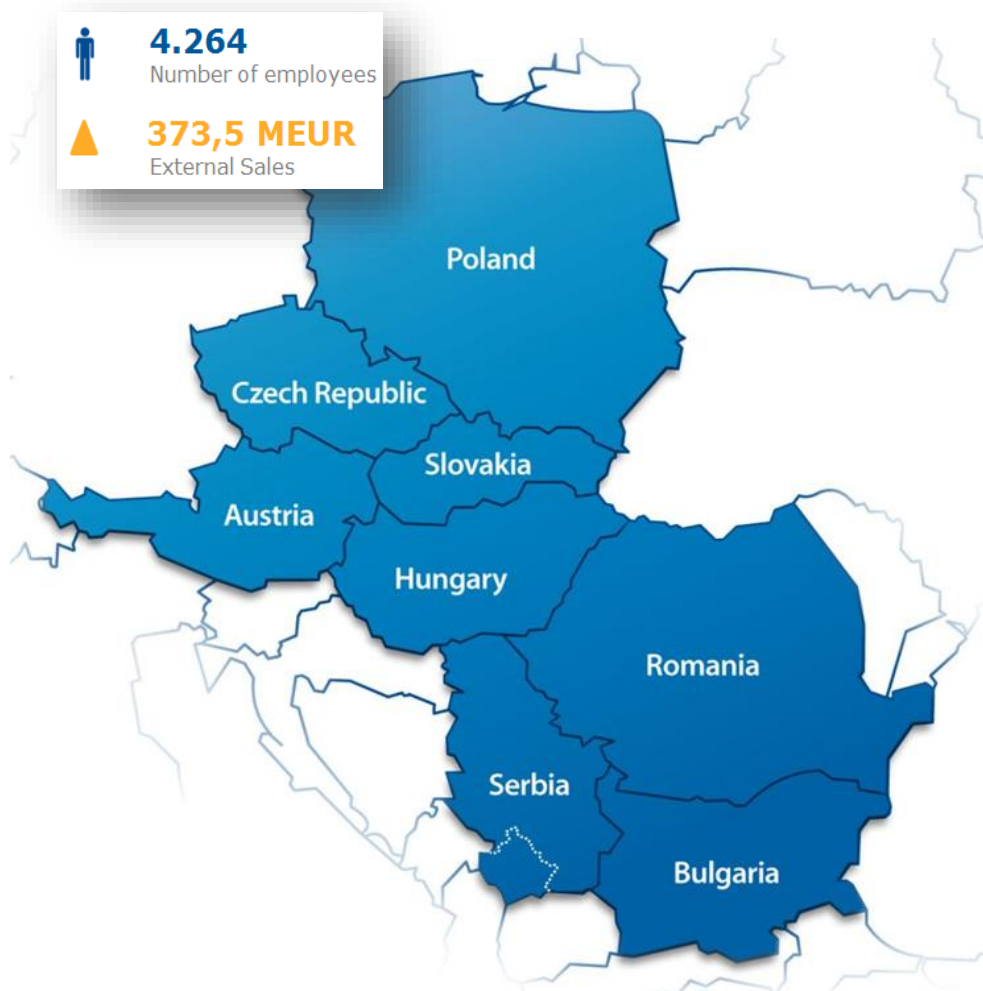 4.264
Number of employees
373,5 MEUR
External Sales
Poland
Czech Republic
Slovakia
Austria
Hungary
Romania
Serbia
Bulgaria